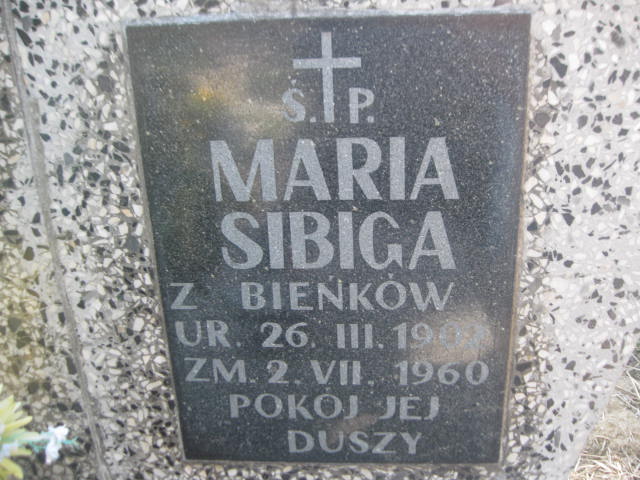 Ś. P.
MARIA
SIBIGA
Z BIEŃKÓW
UR. 26. III.
ZM. 2. VII. 1960
POKÓJ JEJ
DUSZY